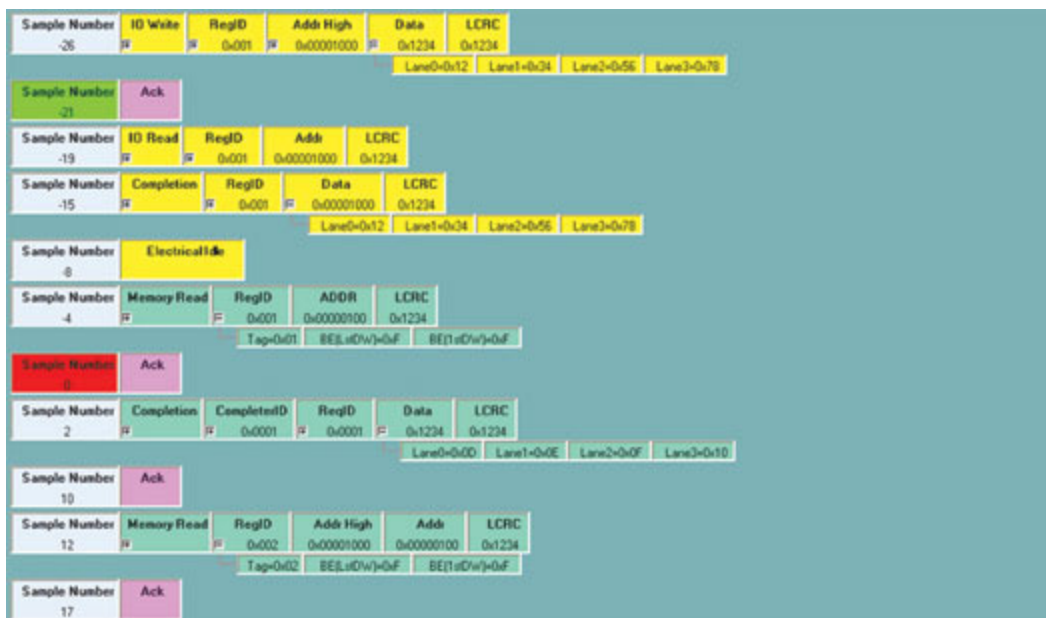 Sample Number IO Write RegID Addr High Data LCRC
-26 0x001 0x00001000 0x1234 0x1234
Lane0=0x12 Lane1=0x34 Lane2=0x56 Lane3=0x78
Sample Number Ack
-21
Sample Number IO Read RegID Addr LCRC
-19 0x001 0x00001000 0x1234
Sample Number Completion RegID Data LCRC
-15 0x001 0x00001000 0x1234
Lane0=0x12 Lane1=0x34 Lane2=0x56 Lane3=0x78
Sample Number Electrical Idle
-8
Sample Number Memory Read RegID ADDR LCRC
-4 0x001 0x00000100 0x1234
Tag=0x01 BE(LstDW)=0xF BE(1stDW)=0xF
Sample Number Ack
0
Sample Number Completion CompleterID RegID Data LCRC
2 0x0001 0x0001 0x1234 0x1234
Lane0=0x0D Lane1=0x0E Lane2=0x0F Lane3=0x10
Sample Number Ack
10
Sample Number Memory Read RegID Addr High Addr LCRC
12 0x002 0x00001000 0x00000100 0x1234
Tag=0x02 BE(LstDW)=0xF BE(1stDW)=0xF
Sample Number Ack
17